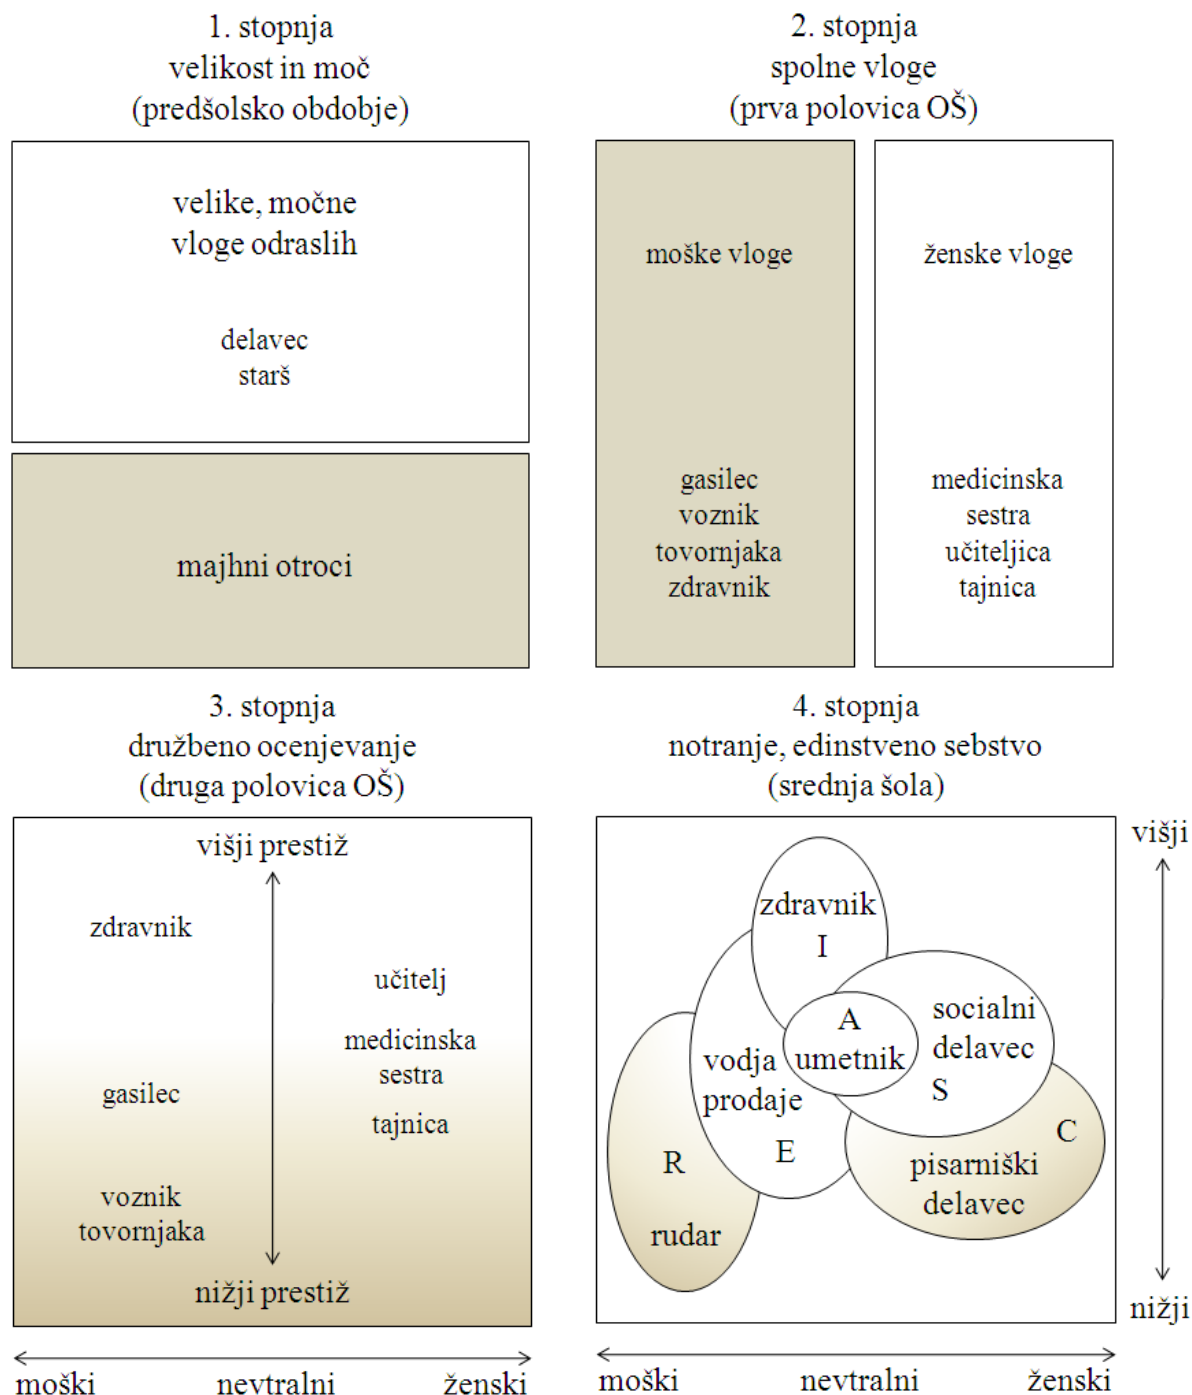 1. stopnja
velikost in moč
(predšolsko obdobje)
velike, močne
vloge odraslih
delavec
starš
majhni otroci
2. stopnja
spolne vloge
(prva polovica OŠ)
moške vloge
gasilec
voznik
tovornjaka
zdravnik
ženske vloge
medicinska
sestra
učiteljica
tajnica
3. stopnja
družbeno ocenjevanje
(druga polovica OŠ)
višji prestiž
zdravnik
učitelj
medicinska
sestra
gasilec
tajnica
voznik
tovornjaka
nižji prestiž
moški
nevtralni
ženski
4. stopnja
notranje, edinstveno sebstvo
(srednja šola)
višji
zdravnik
I
A
umetnik
socialni
delavec
S
vodja
prodaje
E
C
pisarniški
delavec
R
rudar
nižji
moški
nevtralni
ženski